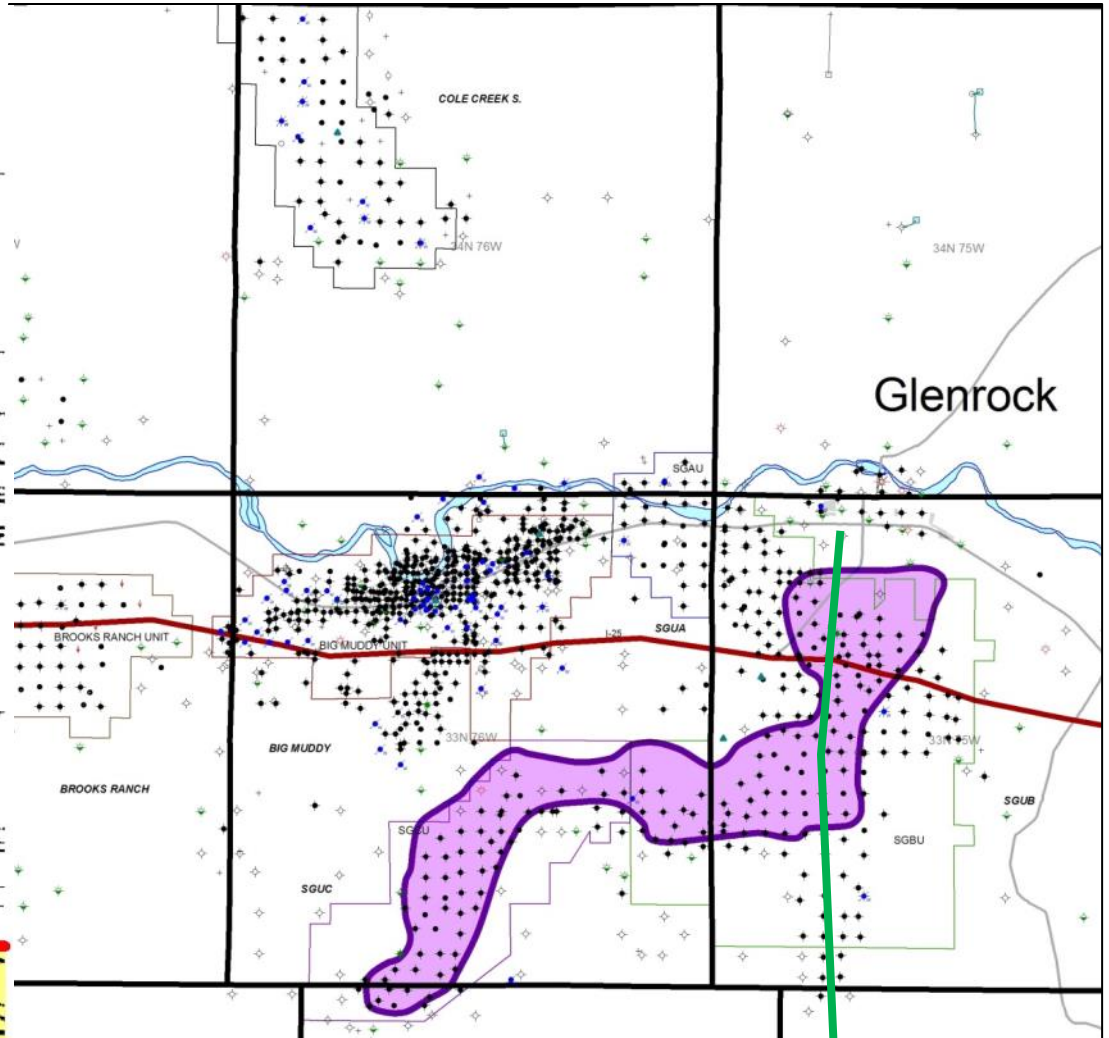 COLE CREEK S.
34N 76W
34N 75W
Glenrock
SGAU
BROOKS RANCH UNIT
BIG MUDDY UNIT
I-25
SGUA
33N 76W
33N 75W
BIG MUDDY
BROOKS RANCH
SGUB
SGCU
SGBU
SGUC